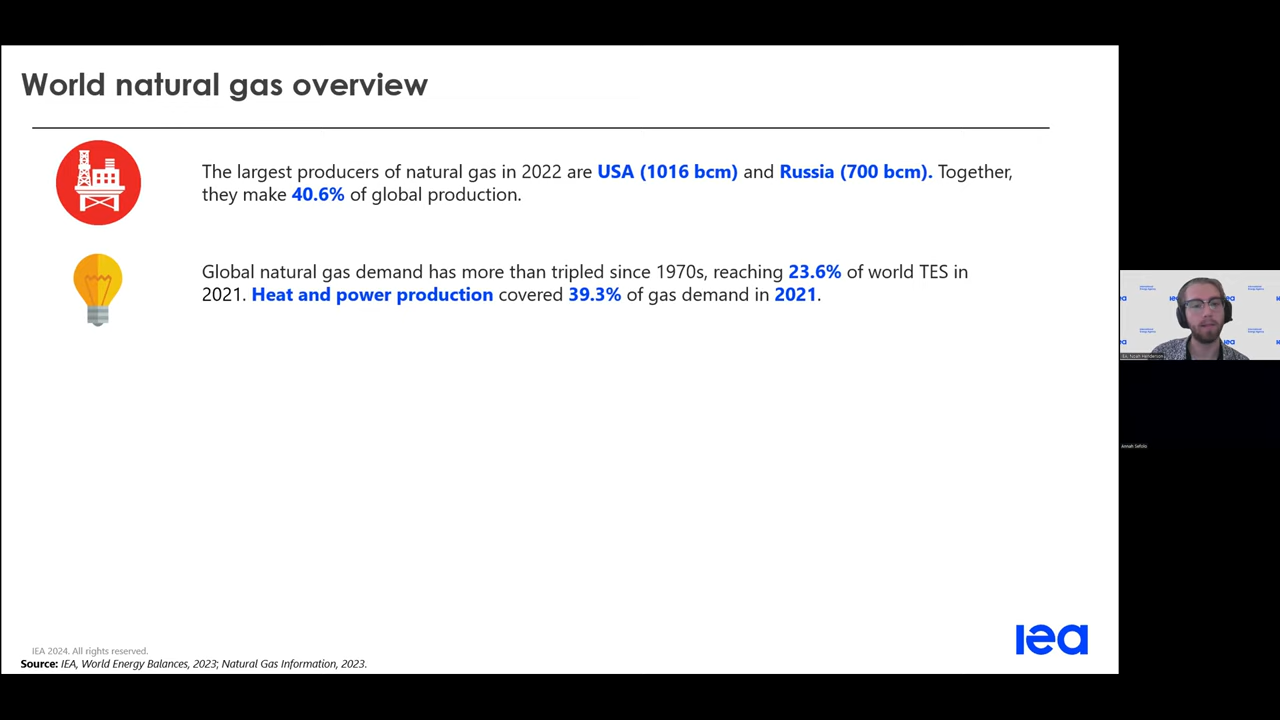 World natural gas overview
The largest producers of natural gas in 2022 are USA (1016 bcm) and Russia (700 bcm). Together,
they make 40.6% of global production.
Global natural gas demand has more than tripled since 1970s, reaching 23.6% of world TES in
2021. Heat and power production covered 39.3% of gas demand in 2021.
IEA 2024. All rights reserved.
Source: IEA, World Energy Balances, 2023; Natural Gas Information, 2023.
iea